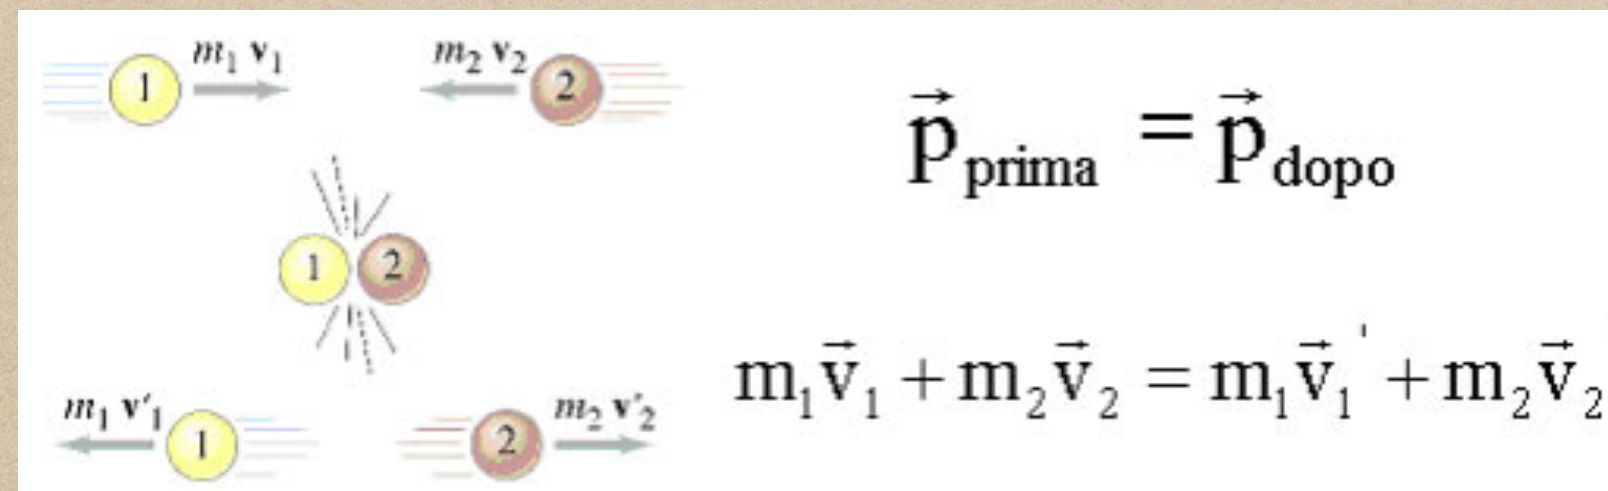 m₁ v₁
m₂ v₂
1
2
p⃗ prima = p⃗ dopo
1
2
m₁v⃗₁ + m₂v⃗₂ = m₁v⃗₁' + m₂v⃗₂'
m₁ v'₁
1
2
m₂ v'₂